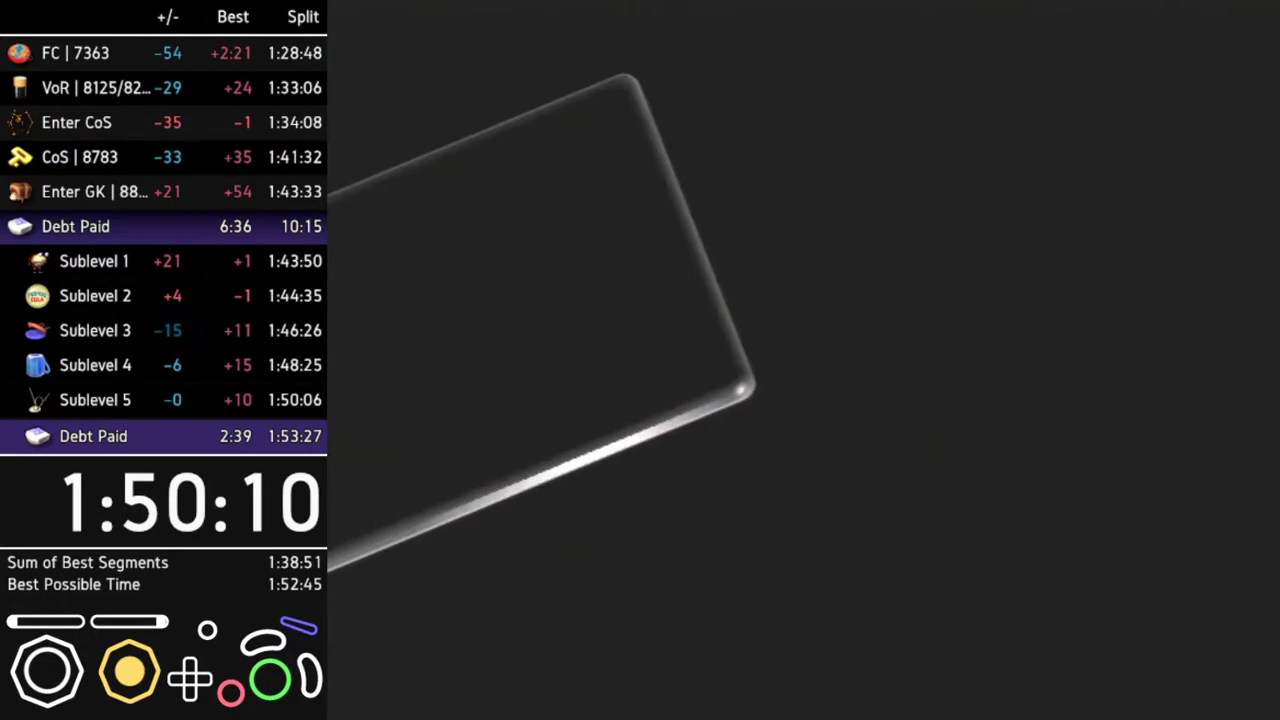 +/- Best Split
FC | 7363 -54 +2:21 1:28:48
VoR | 8125/82... -29 +24 1:33:06
Enter CoS -35 -1 1:34:08
CoS | 8783 -33 +35 1:41:32
Enter GK | 88... +21 +54 1:43:33
Debt Paid 6:36 10:15
Sublevel 1 +21 +1 1:43:50
Sublevel 2 +4 -1 1:44:35
Sublevel 3 -15 +11 1:46:26
Sublevel 4 -6 +15 1:48:25
Sublevel 5 -0 +10 1:50:06
Debt Paid 2:39 1:53:27
1:50:10
Sum of Best Segments 1:38:51
Best Possible Time 1:52:45